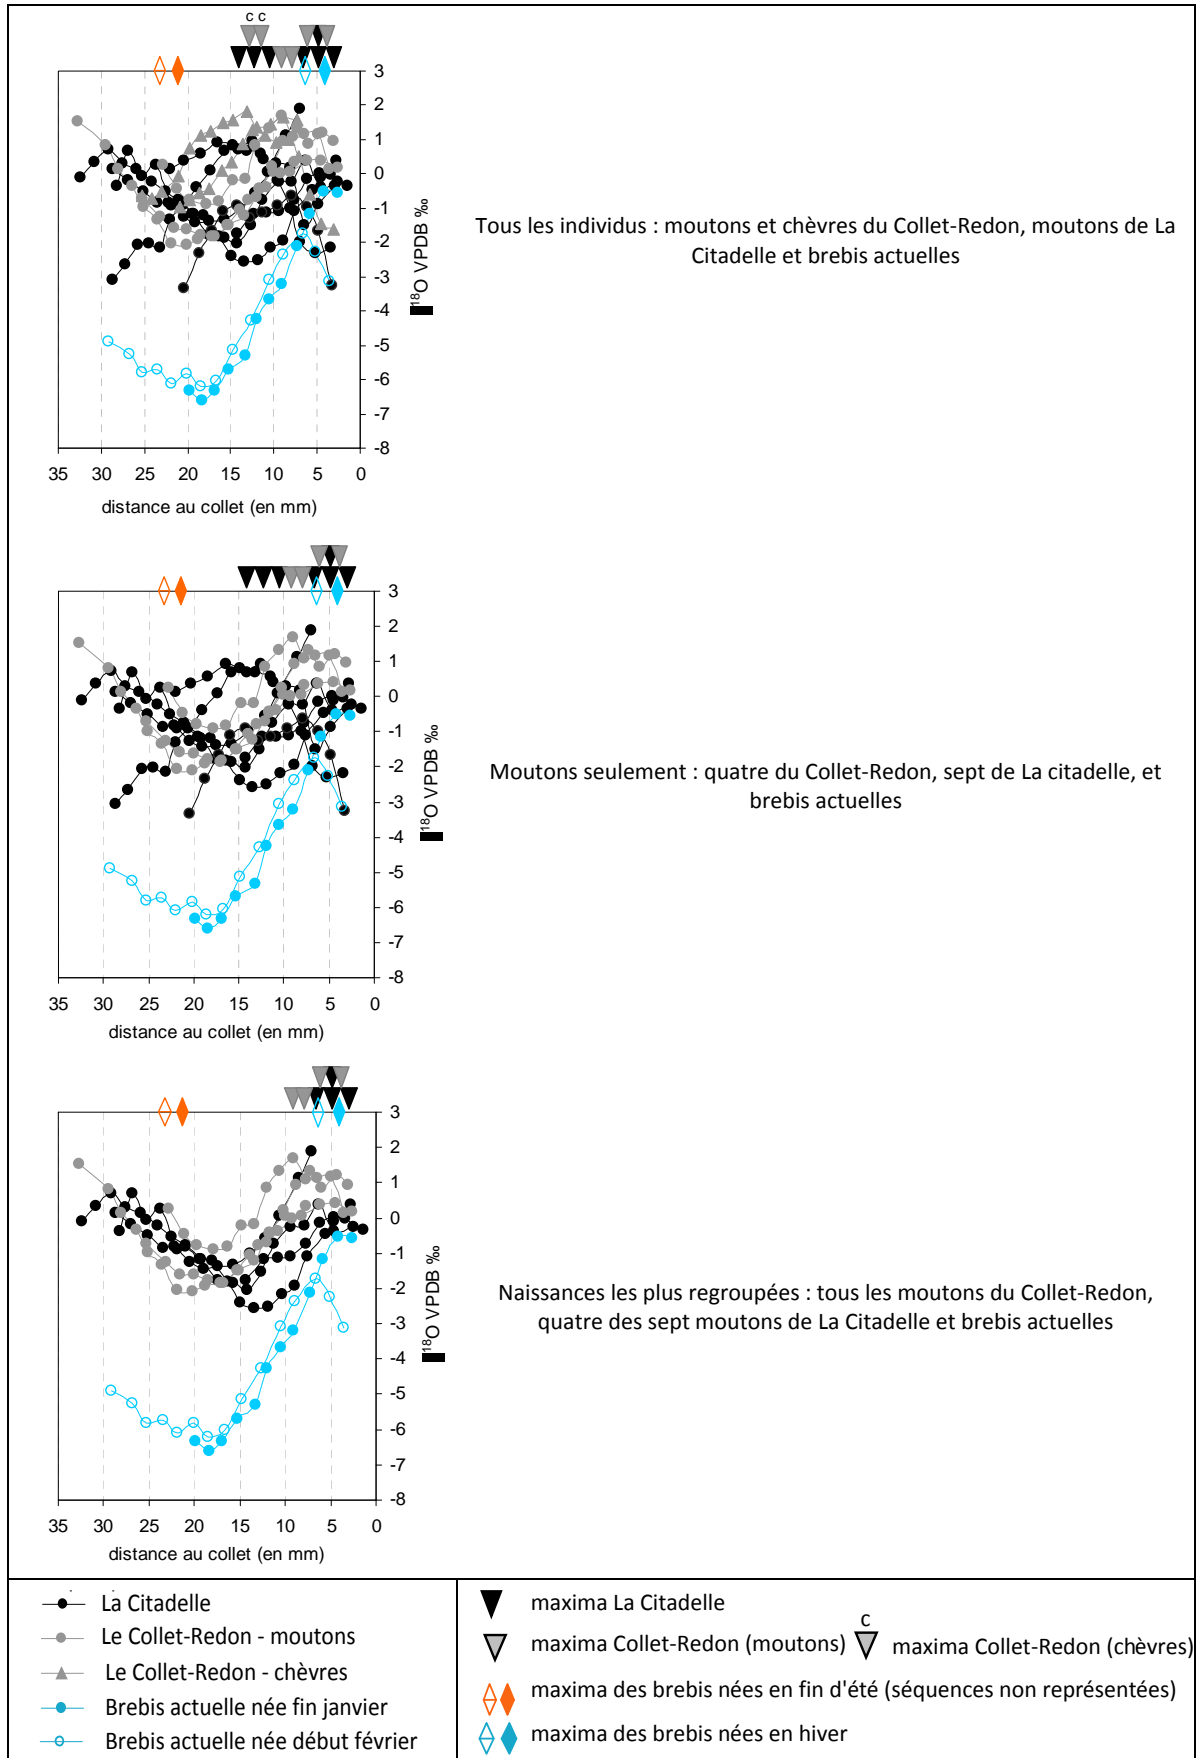 c c
3
2
1
0
-1
-2
-3
-4
-5
-6
-7
-8
18O VPDB ‰
35 30 25 20 15 10 5 0
distance au collet (en mm)
Tous les individus : moutons et chèvres du Collet-Redon, moutons de La
Citadelle et brebis actuelles
3
2
1
0
-1
-2
-3
-4
-5
-6
-7
-8
18O VPDB ‰
35 30 25 20 15 10 5 0
distance au collet (en mm)
Moutons seulement : quatre du Collet-Redon, sept de La citadelle, et
brebis actuelles
3
2
1
0
-1
-2
-3
-4
-5
-6
-7
-8
18O VPDB ‰
35 30 25 20 15 10 5 0
distance au collet (en mm)
Naissances les plus regroupées : tous les moutons du Collet-Redon,
quatre des sept moutons de La Citadelle et brebis actuelles
La Citadelle
Le Collet-Redon - moutons
Le Collet-Redon - chèvres
Brebis actuelle née fin janvier
Brebis actuelle née début février
maxima La Citadelle
c
maxima Collet-Redon (moutons) maxima Collet-Redon (chèvres)
maxima des brebis nées en fin d'été (séquences non représentées)
maxima des brebis nées en hiver